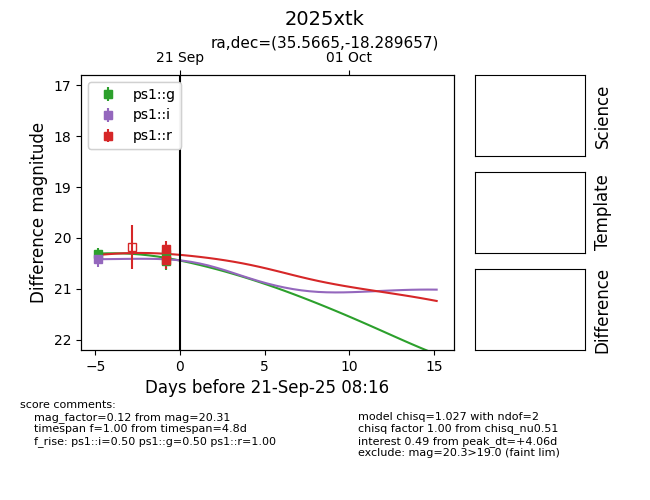 2025xtk
ra,dec=(35.5665,-18.289657)
21 Sep
01 Oct
ps1::g
ps1::i
ps1::r
17
18
19
20
21
22
Difference magnitude
−5
0
5
10
15
Days before 21-Sep-25 08:16
Science
Template
Difference
score comments:
mag_factor=0.12 from mag=20.31
timespan f=1.00 from timespan=4.8d
f_rise: ps1::i=0.50 ps1::g=0.50 ps1::r=1.00
model chisq=1.027 with ndof=2
chisq factor 1.00 from chisq_nu0.51
interest 0.49 from peak_dt=+4.06d
exclude: mag=20.3>19.0 (faint lim)